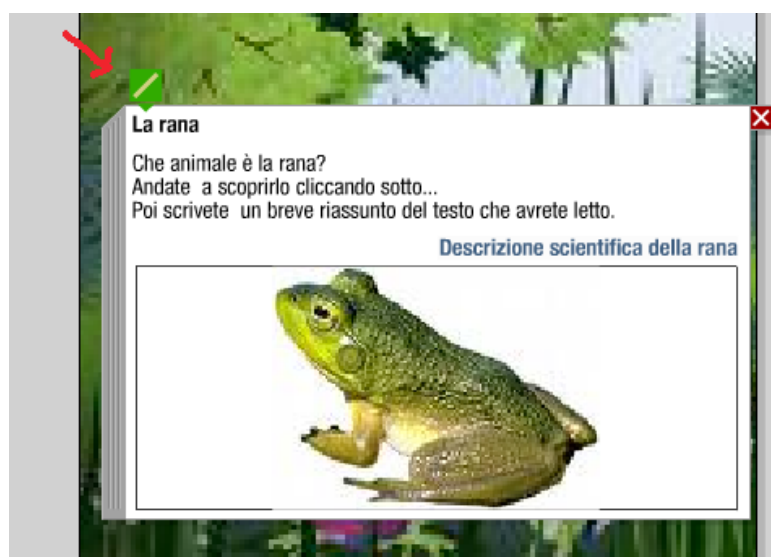 La rana
Che animale è la rana?
Andate a scoprirlo cliccando sotto...
Poi scrivete un breve riassunto del testo che avrete letto.
Descrizione scientifica della rana